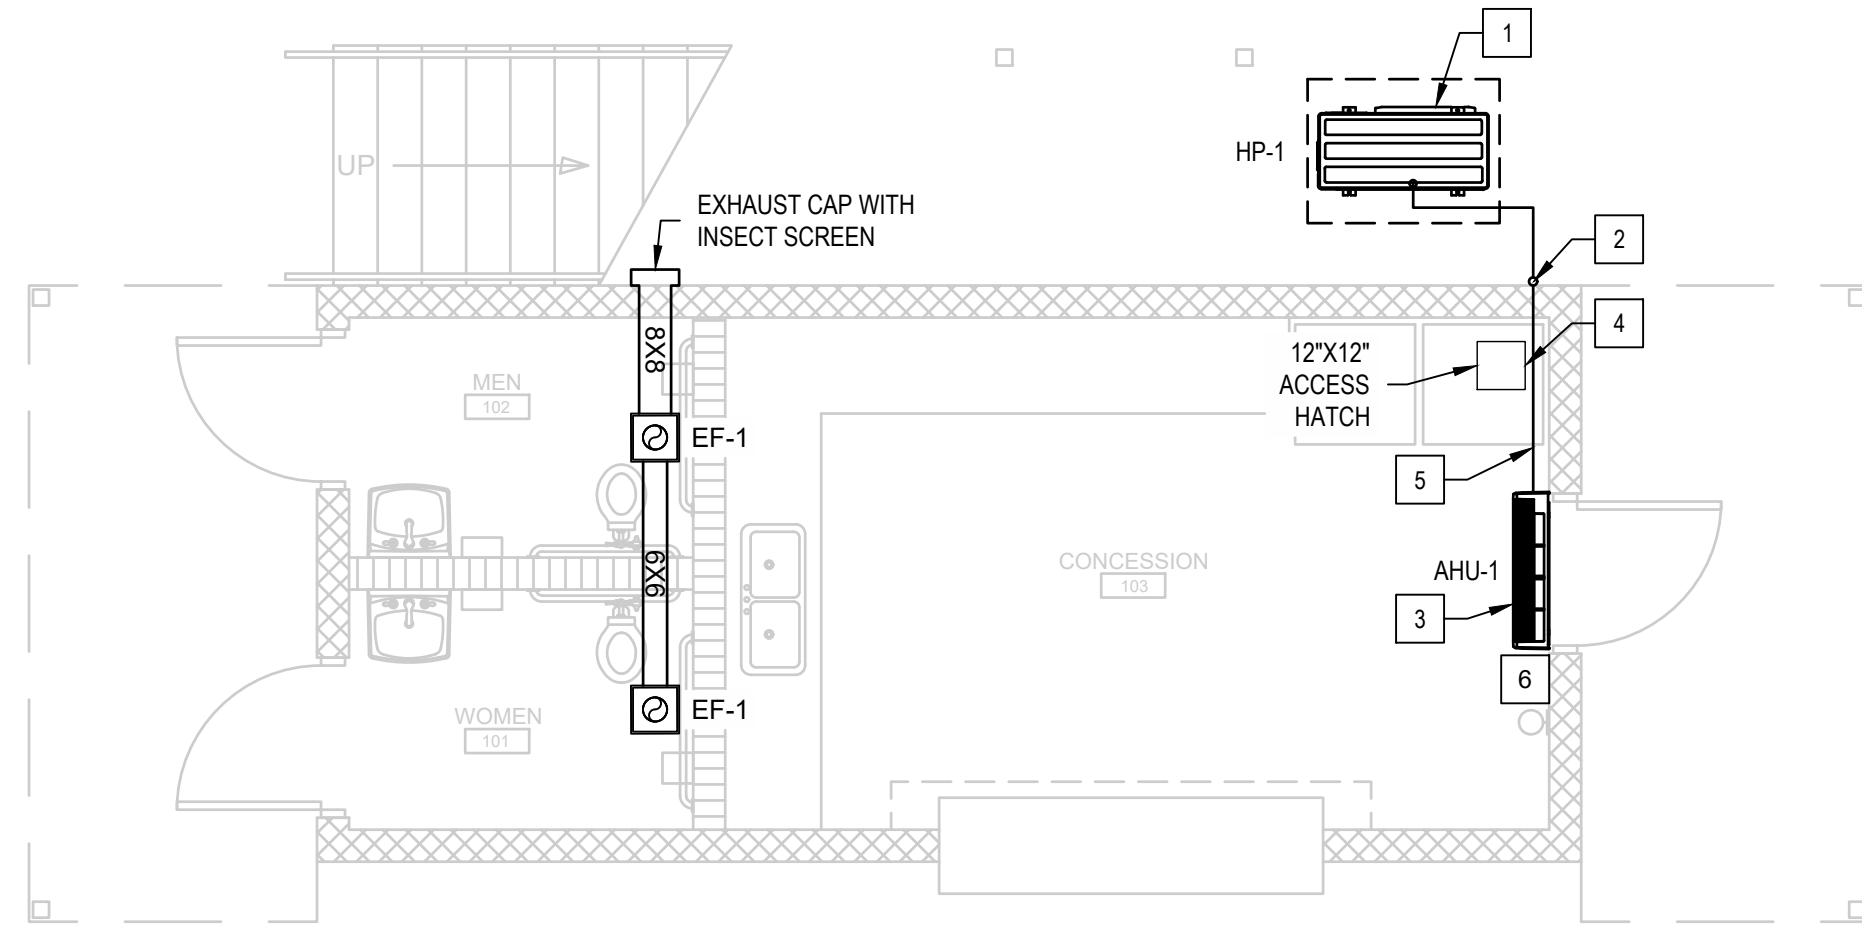 1
UP
HP-1
EXHAUST CAP WITH
INSECT SCREEN
2
4
8X8
12"X12"
ACCESS
HATCH
MEN
102
EF-1
5
6X6
CONCESSION
103
AHU-1
3
6
WOMEN
101
EF-1